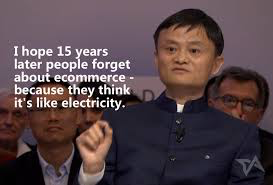 I hope 15 years
later people forget
about ecommerce -
because they think
it's like electricity.